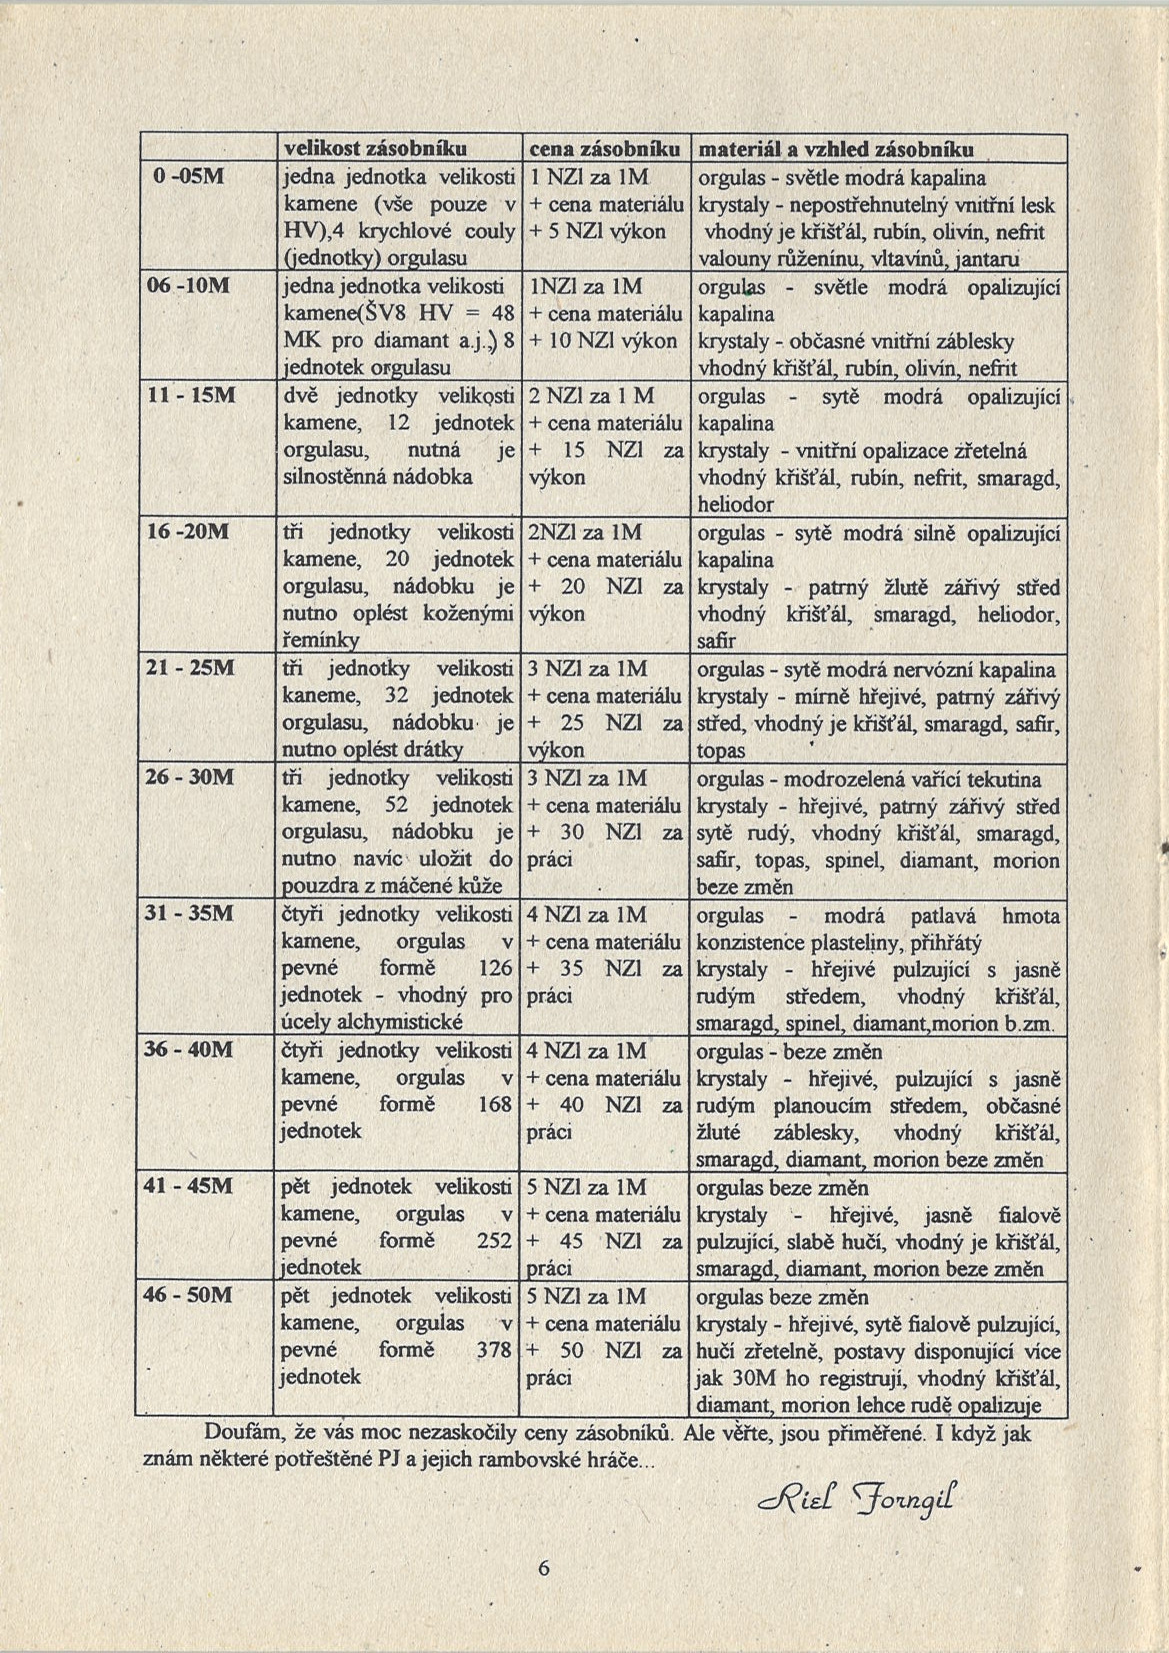 velikost zásobníku cena zásobníku materiál a vzhled zásobníku
0 -05M
jedna jednotka velikosti
kamene (vše pouze v
HV),4 krychlové couly
(jednotky) orgulasu
1 NZl za 1M
+ cena materiálu
+ 5 NZl výkon
orgulas - světle modrá kapalina
krystaly - nepostřehnutelný vnitřní lesk
vhodný je křišťál, rubín, olivín, nefrit
valouny růženínu, vltavínů, jantaru
06 -10M
jedna jednotka velikosti
kamene(ŠV8 HV = 48
MK pro diamant a.j.,) 8
jednotek orgulasu
1NZl za 1M
+ cena materiálu
+ 10 NZl výkon
orgulas - světle modrá opalizující
kapalina
krystaly - občasné vnitřní záblesky
vhodný křišťál, rubín, olivín, nefrit
11 - 15M
dvě jednotky velikosti
kamene, 12 jednotek
orgulasu, nutná je
silnostěnná nádobka
2 NZl za 1 M
+ cena materiálu
+ 15 NZl za
výkon
orgulas - sytě modrá opalizující
kapalina
krystaly - vnitřní opalizace zřetelná
vhodný křišťál, rubín, nefrit, smaragd,
heliodor
16 -20M
tři jednotky velikosti
kamene, 20 jednotek
orgulasu, nádobku je
nutno oplést koženými
řemínky
2NZl za 1M
+ cena materiálu
+ 20 NZl za
výkon
orgulas - sytě modrá silně opalizující
kapalina
krystaly - patrný žlutě zářivý střed
vhodný křišťál, smaragd, heliodor,
safír
21 - 25M
tři jednotky velikosti
kaneme, 32 jednotek
orgulasu, nádobku je
nutno oplést drátky
3 NZl za 1M
+ cena materiálu
+ 25 NZl za
výkon
orgulas - sytě modrá nervózní kapalina
krystaly - mírně hřejivé, patrný zářivý
střed, vhodný je křišťál, smaragd, safír,
topas
26 - 30M
tři jednotky velikosti
kamene, 52 jednotek
orgulasu, nádobku je
nutno navíc uložit do
pouzdra z máčené kůže
3 NZl za 1M
+ cena materiálu
+ 30 NZl za
práci
orgulas - modrozelená vařící tekutina
krystaly - hřejivé, patrný zářivý střed
sytě rudý, vhodný křišťál, smaragd,
safír, topas, spinel, diamant, morion
beze změn
31 - 35M
čtyři jednotky velikosti
kamene, orgulas v
pevné formě 126
jednotek - vhodný pro
úcely alchymistické
4 NZl za 1M
+ cena materiálu
+ 35 NZl za
práci
orgulas - modrá patlavá hmota
konzistence plasteliny, přihřátý
krystaly - hřejivé pulzující s jasně
rudým středem, vhodný křišťál,
smaragd, spinel, diamant,morion b.zm.
36 - 40M
čtyři jednotky velikosti
kamene, orgulas v
pevné formě 168
jednotek
4 NZl za 1M
+ cena materiálu
+ 40 NZl za
práci
orgulas - beze změn
krystaly - hřejivé, pulzující s jasně
rudým planoucím středem, občasné
žluté záblesky, vhodný křišťál,
smaragd, diamant, morion beze změn
41 - 45M
pět jednotek velikosti
kamene, orgulas v
pevné formě 252
jednotek
5 NZl za 1M
+ cena materiálu
+ 45 NZl za
práci
orgulas beze změn
krystaly - hřejivé, jasně fialově
pulzující, slabě hučí, vhodný je křišťál,
smaragd, diamant, morion beze změn
46 - 50M
pět jednotek velikosti
kamene, orgulas v
pevné formě 378
jednotek
5 NZl za 1M
+ cena materiálu
+ 50 NZl za
práci
orgulas beze změn
krystaly - hřejivé, sytě fialově pulzující,
hučí zřetelně, postavy disponující více
jak 30M ho registrují, vhodný křišťál,
diamant, morion lehce rudě opalizuje
Doufám, že vás moc nezaskočily ceny zásobníků. Ale věřte, jsou přiměřené. I když jak
znám některé potřeštěné PJ a jejich rambovské hráče...
Riel Forngil
6